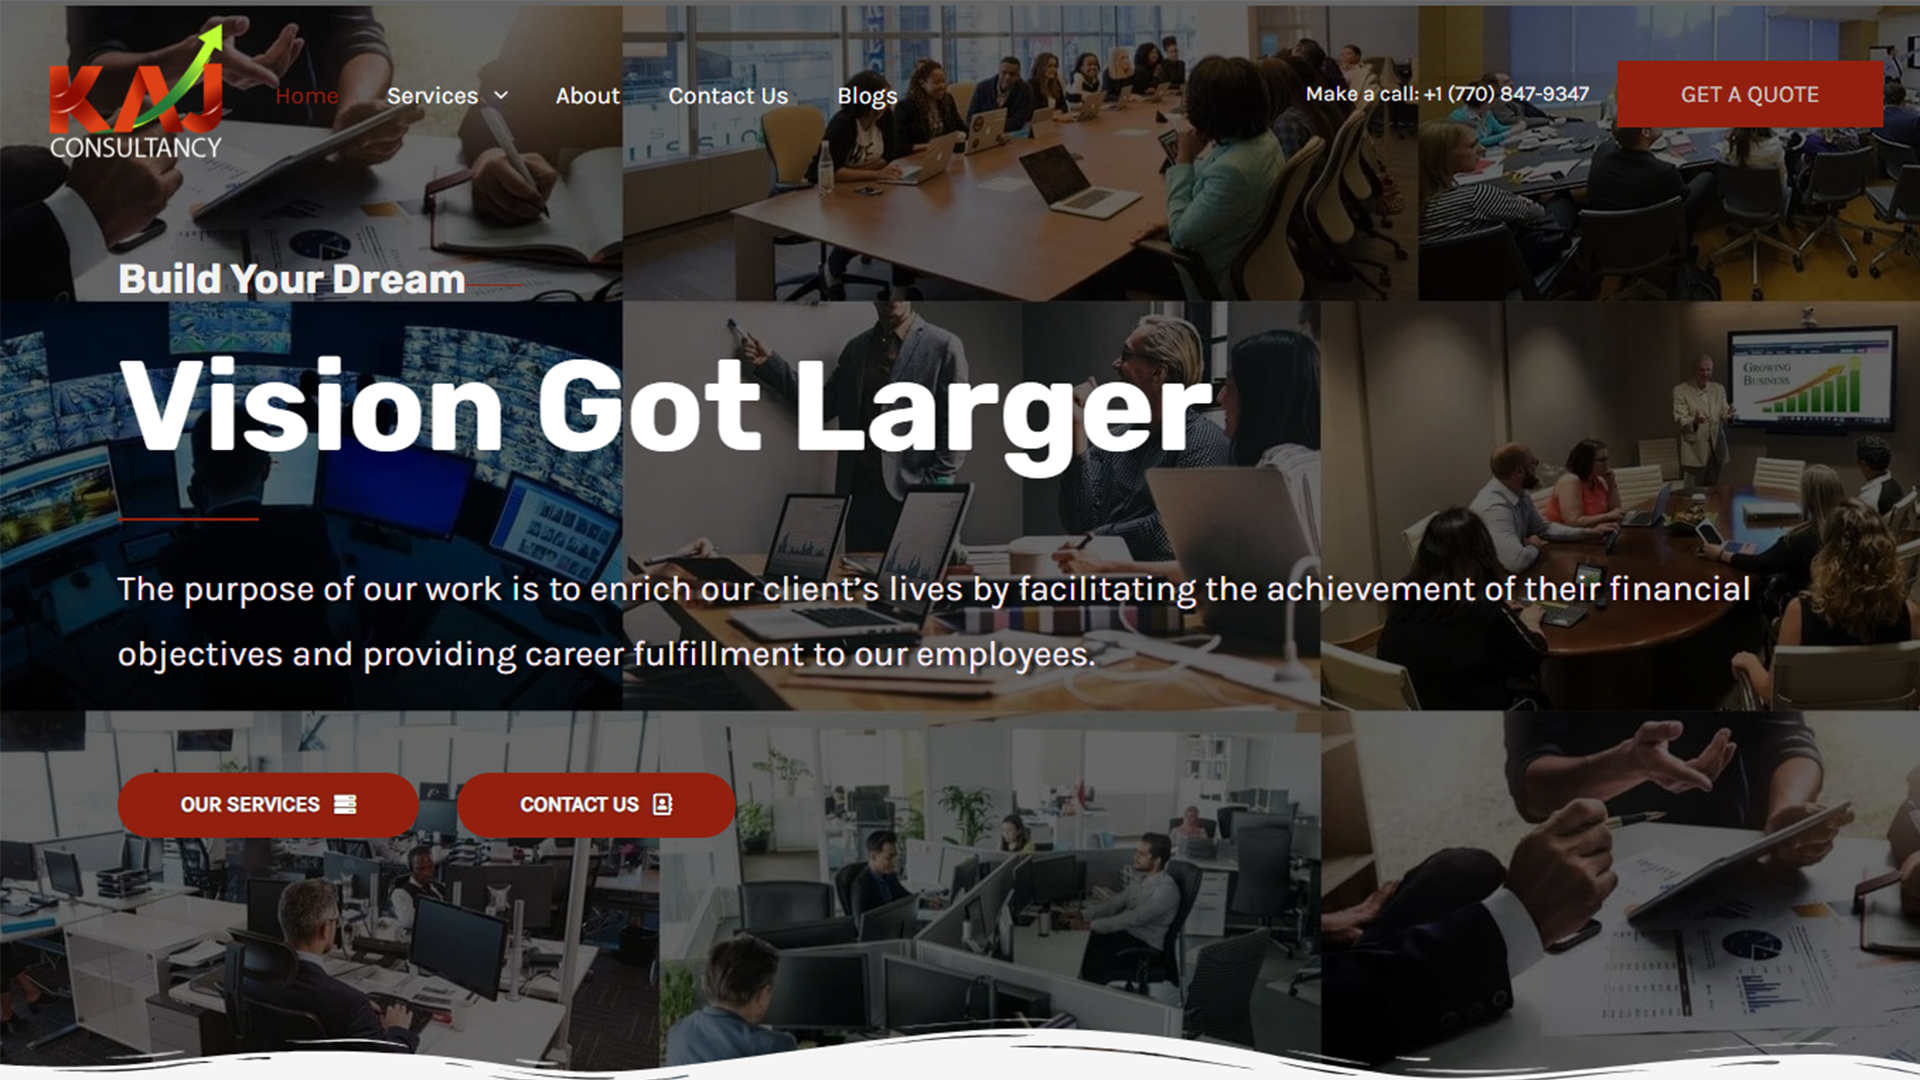 KAJ
CONSULTANCY
Home
Services
About
Contact Us
Blogs
Make a call: +1 (770) 847-9347
GET A QUOTE
Build Your Dream
Vision Got Larger
GROWING
BUSINESS
The purpose of our work is to enrich our client’s lives by facilitating the achievement of their financial
objectives and providing career fulfillment to our employees.
OUR SERVICES
CONTACT US